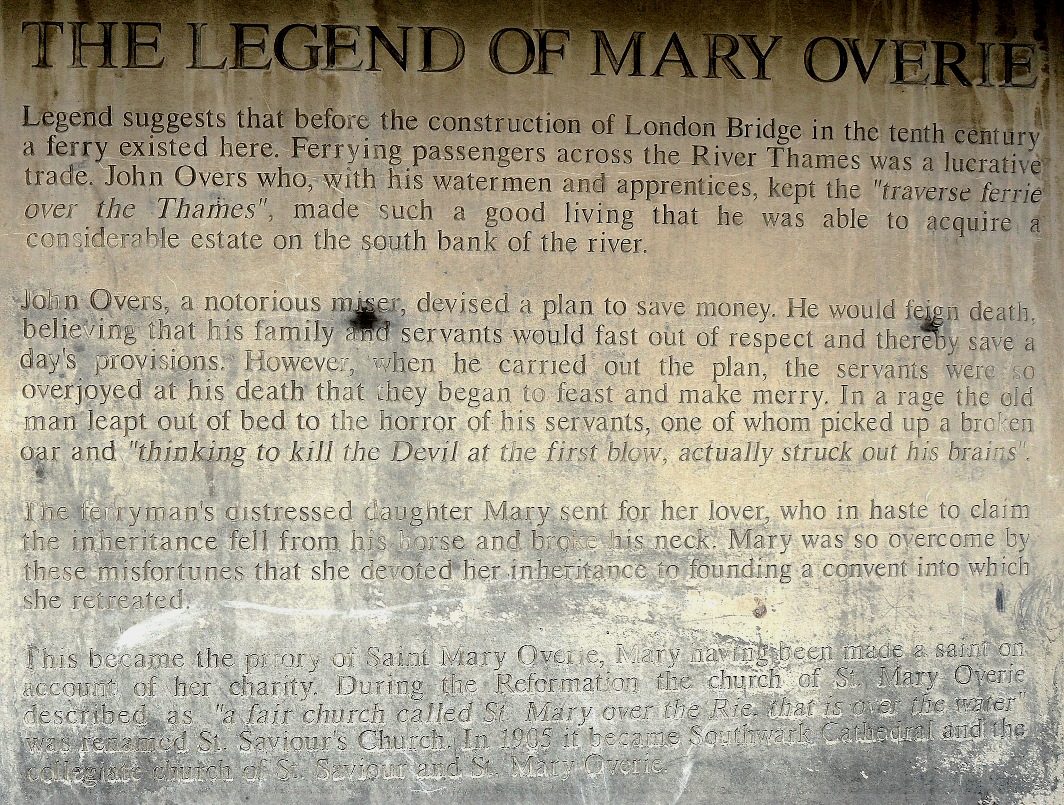 THE LEGEND OF MARY OVERIE
Legend suggests that before the construction of London Bridge in the tenth century
a ferry existed here. Ferrying passengers across the River Thames was a lucrative
trade. John Overs who, with his watermen and apprentices, kept the "traverse ferrie
over the Thames", made such a good living that he was able to acquire a
considerable estate on the south bank of the river.
John Overs, a notorious miser, devised a plan to save money. He would feign death,
believing that his family and servants would fast out of respect and thereby save a
day's provisions. However, when he carried out the plan, the servants were so
overjoyed at his death that they began to feast and make merry. In a rage the old
man leapt out of bed to the horror of his servants, one of whom picked up a broken
oar and "thinking to kill the Devil at the first blow, actually struck out his brains".
The ferryman's distressed daughter Mary sent for her lover, who in haste to claim
the inheritance fell from his horse and broke his neck. Mary was so overcome by
these misfortunes that she devoted her inheritance to founding a convent into which
she retreated.
This became the priory of Saint Mary Overie, Mary having been made a saint on
account of her charity. During the Reformation the church of St. Mary Overie
described as "a fair church called St. Mary over the Rie, that is over the water"
was renamed St. Saviour's Church. In 1905 it became Southwark Cathedral and the
collegiate church of St. Saviour and St. Mary Overie.